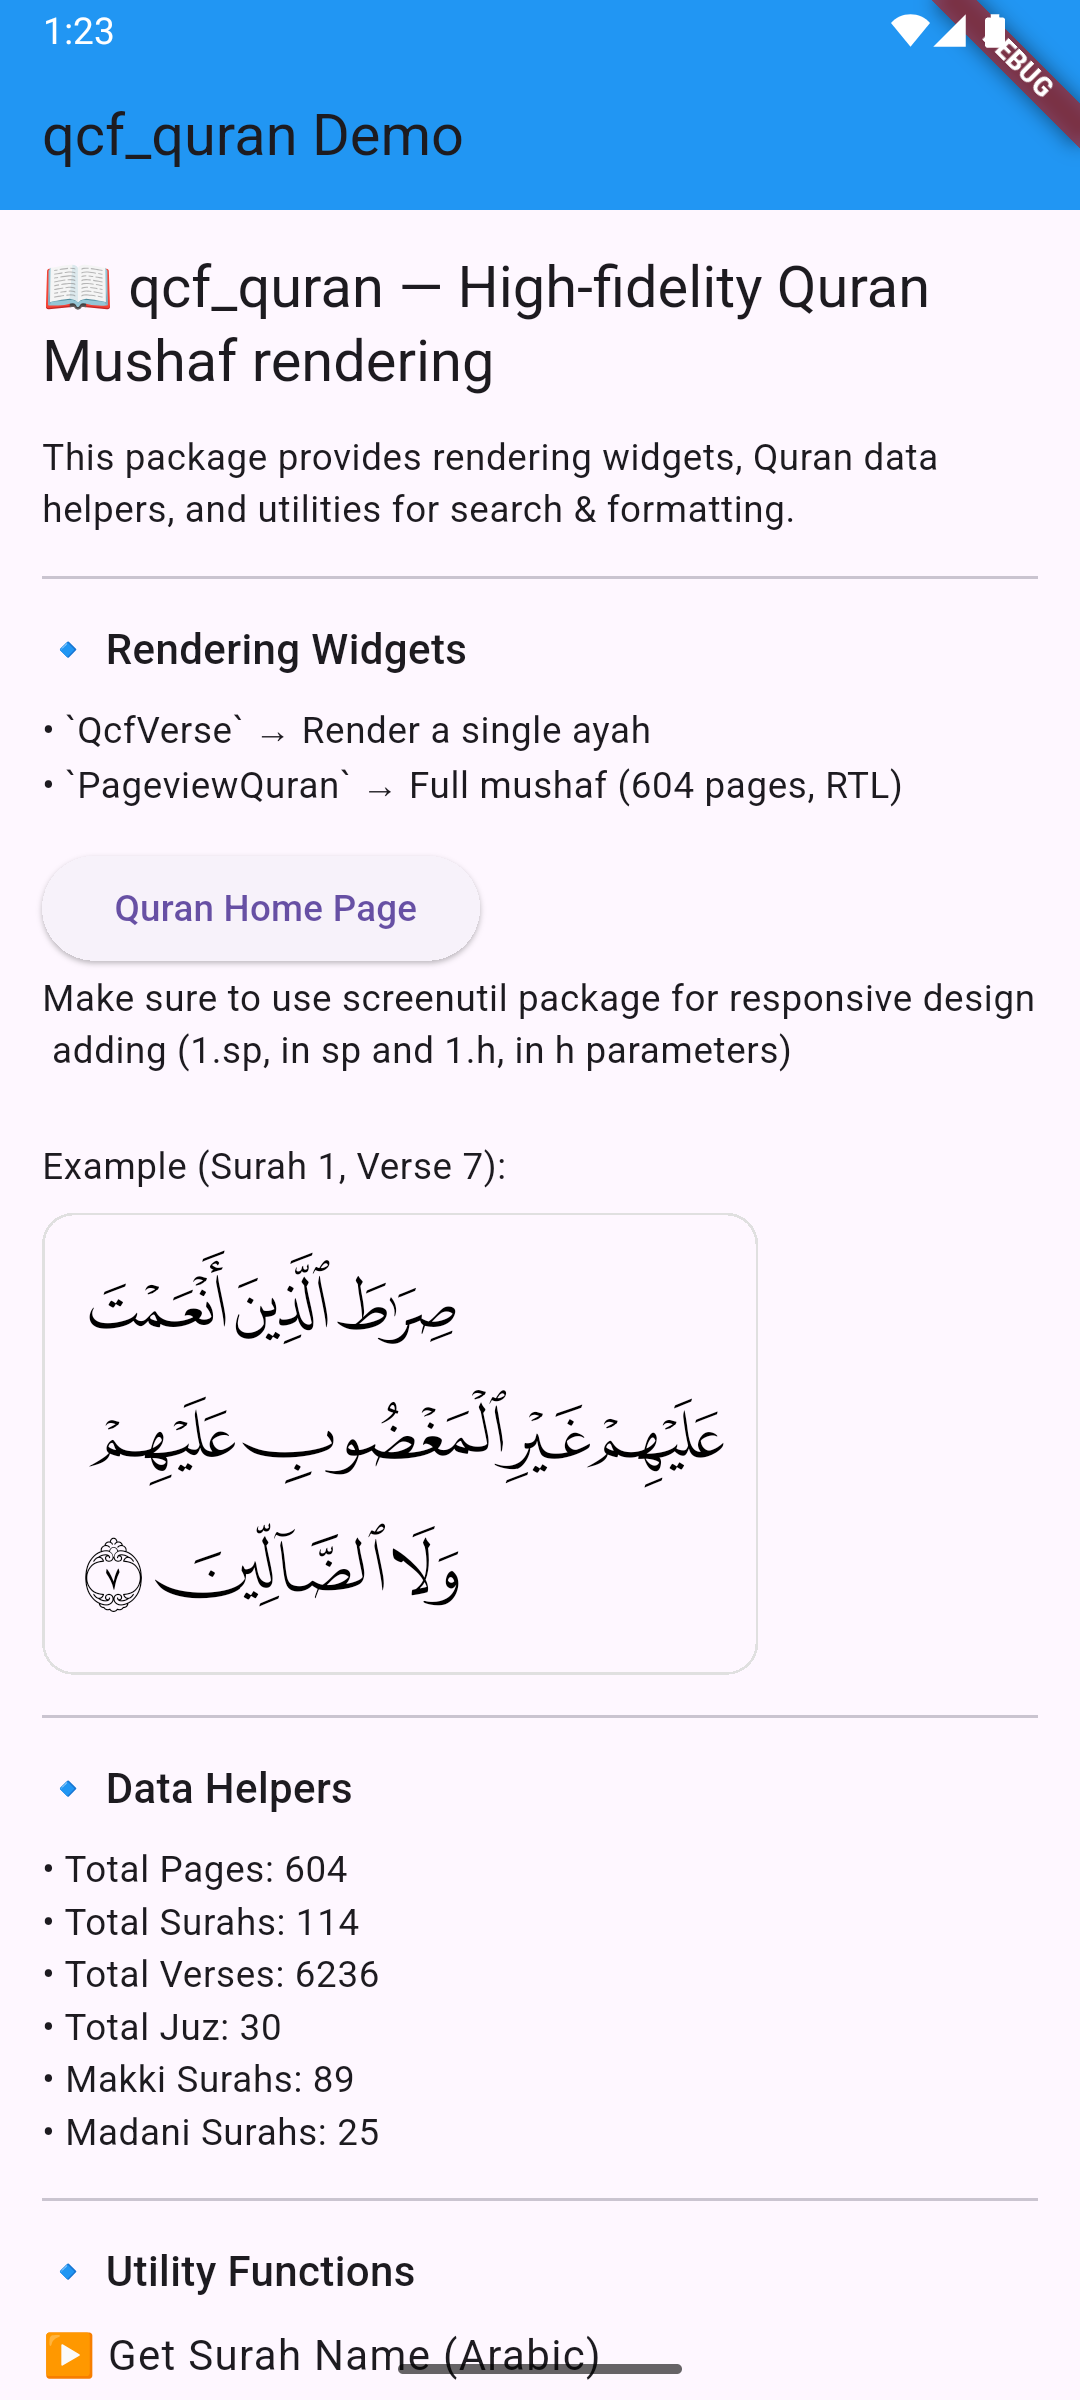 1:23
EBUG
qcf_quran Demo
📖 qcf_quran — High-fidelity Quran
Mushaf rendering
This package provides rendering widgets, Quran data
helpers, and utilities for search & formatting.
🔹 Rendering Widgets
• `QcfVerse` → Render a single ayah
• `PageviewQuran` → Full mushaf (604 pages, RTL)
Quran Home Page
Make sure to use screenutil package for responsive design
adding (1.sp, in sp and 1.h, in h parameters)
Example (Surah 1, Verse 7):
صِرَٰطَ ٱلَّذِينَ أَنْعَمْتَ
عَلَيْهِمْ غَيْرِ ٱلْمَغْضُوبِ عَلَيْهِمْ
وَلَا ٱلضَّآلِّينَ ٧
🔹 Data Helpers
• Total Pages: 604
• Total Surahs: 114
• Total Verses: 6236
• Total Juz: 30
• Makki Surahs: 89
• Madani Surahs: 25
🔹 Utility Functions
▶️ Get Surah Name (Arabic)